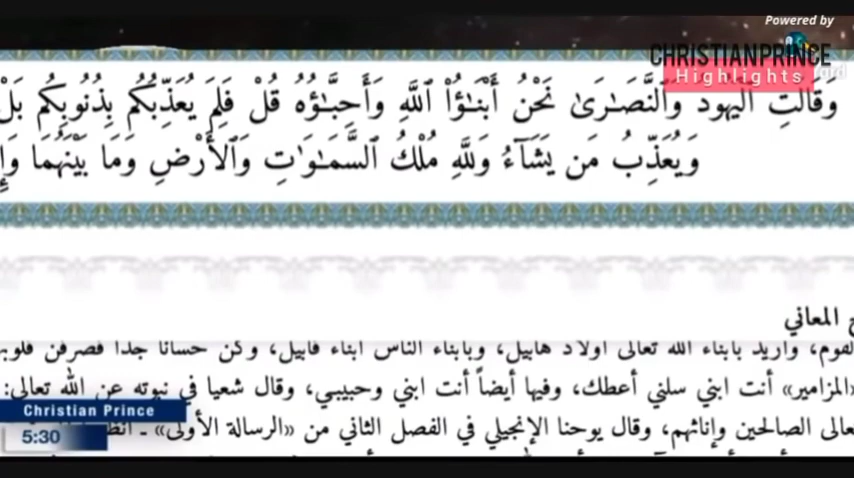 Powered by
CHRISTIANPRINCE
Highlights
وَقَالَتِ ٱلْيَهُودُ وَٱلنَّصَـٰرَىٰ نَحْنُ أَبْنَـٰٓؤُا۟ ٱللَّهِ وَأَحِبَّـٰٓؤُهُۥ قُلْ فَلِمَ يُعَذِّبُكُم بِذُنُوبِكُم بَلْ
وَيُعَذِّبُ مَن يَشَآءُ وَلِلَّهِ مُلْكُ ٱلسَّمَـٰوَٰتِ وَٱلْأَرْضِ وَمَا بَيْنَهُمَا
المعاني
وأريد بأبناء الله تعالى أولاد هابيل، وبأبناء الناس أبناء قابيل، وكن حساناً جداً فصرفن
«المزامير» أنت ابني سلني أعطك، وفيها أيضاً أنت ابني وحبيبي، وقال شعيا في نبوته عن الله تعالى:
الصالحين وإناثهم، وقال يوحنا الإنجيلي في الفصل الثاني من «الرسالة الأولى» ـ
Christian Prince
5:30